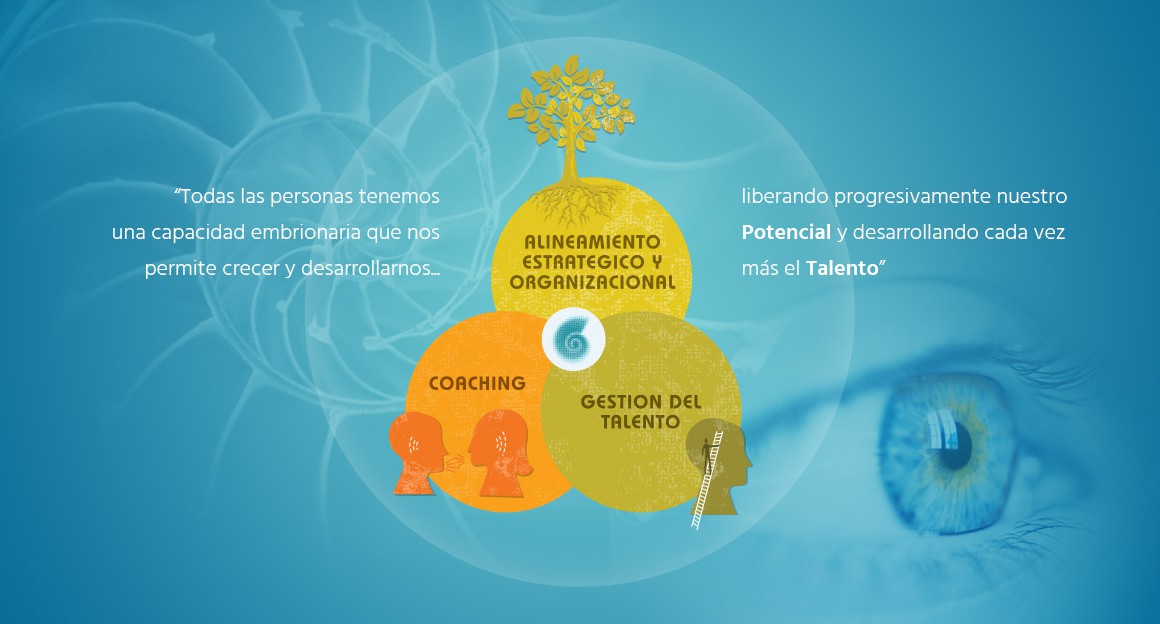 “Todas las personas tenemos
una capacidad embrionaria que nos
permite crecer y desarrollarnos...
liberando progresivamente nuestro
Potencial y desarrollando cada vez
más el Talento”
ALINEAMIENTO
ESTRATEGICO Y
ORGANIZACIONAL
COACHING
GESTION DEL
TALENTO